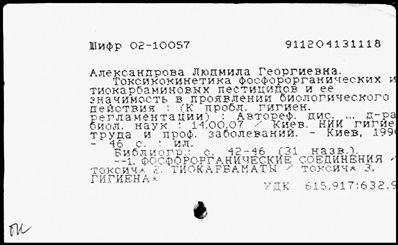 Шифр 02-10057 911204131118
Александрова Людмила Георгиевна.
Токсикокинетика фосфорорганических и
тиокарбаминовых пестицидов и ее
значимость в проявлении биологического
действия : (К пробл. гигиен.
регламентации) : Автореф. дис. ... д-ра
биол. наук : 14.00.07 / Киев. НИИ гигие
труда и проф. заболеваний. - Киев, 199
- 46 с. : ил.
Библиогр.: с. 42-46 (31 назв.).
--1. ФОСФОРОРГАНИЧЕСКИЕ СОЕДИНЕНИЯ /
токсич* 2. ТИОКАРБАМАТЫ / токсич* 3.
ГИГИЕНА*
УДК 615.917:632.9